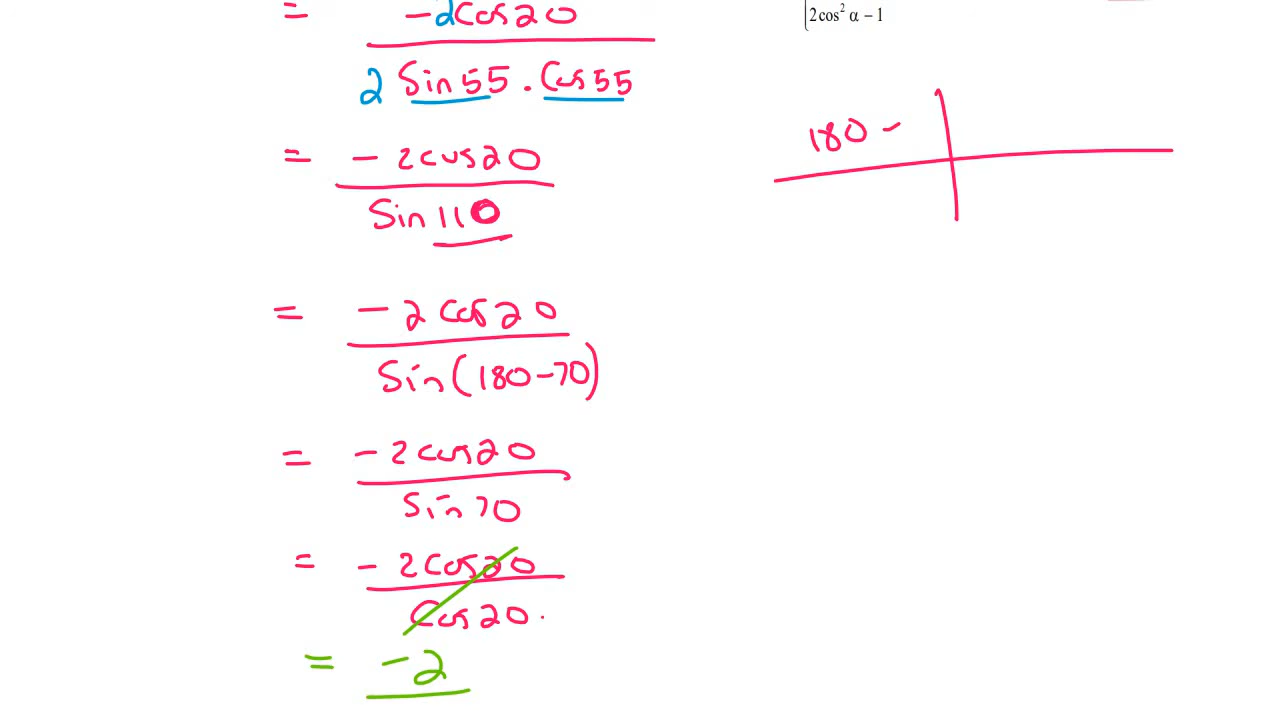 = -2Cos20
2 Sin55 . Cos55
= -2cos20
Sin110
= -2Cos20
Sin(180-70)
= -2cos20
Sin70
= -2Cos20
Cos20.
= -2
2cos² α − 1
180 -